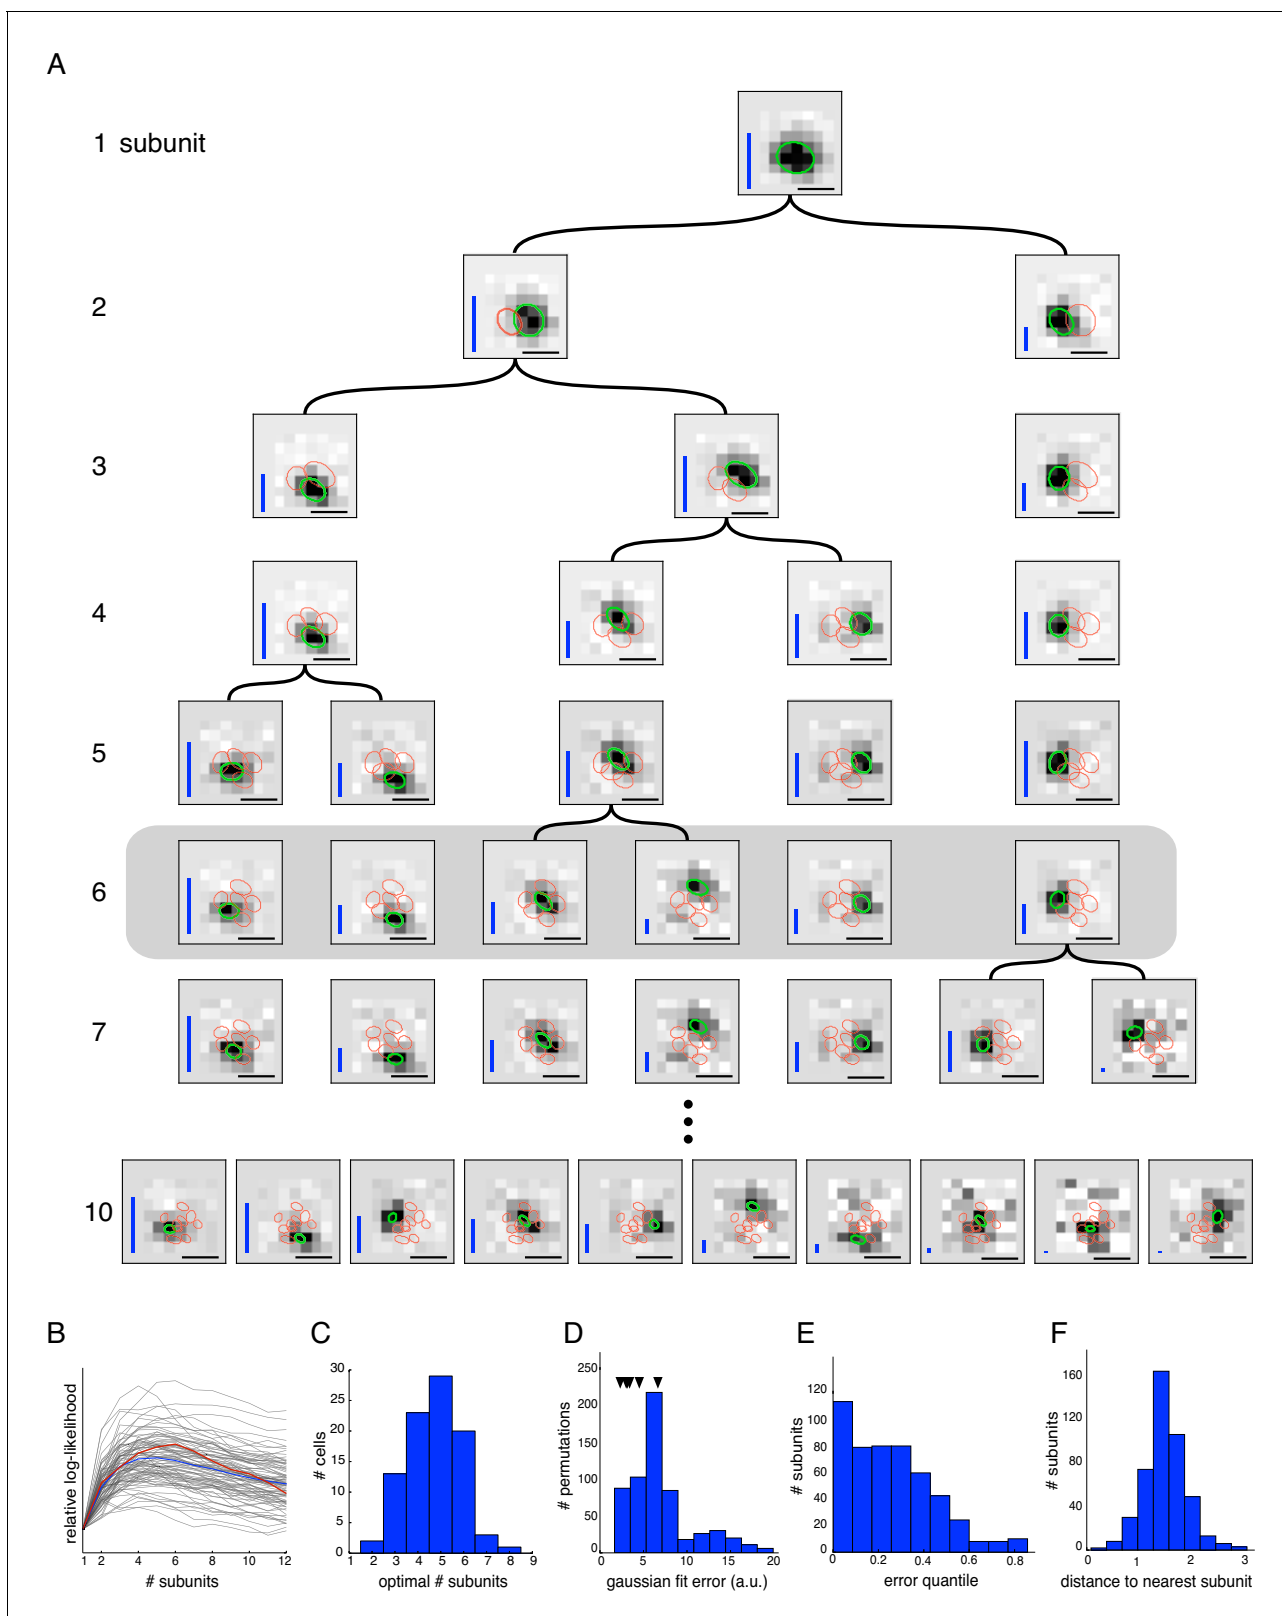 A
1 subunit
2
3
4
5
6
7
10
B
relative log-likelihood
1 2 4 6 8 10 12
# subunits
C
# cells
30
25
20
15
10
5
0
1 2 3 4 5 6 7 8 9
optimal # subunits
D
# permutations
250
200
150
100
50
0
0 5 10 15 20
gaussian fit error (a.u.)
E
# subunits
120
100
80
60
40
20
0
0 0.2 0.4 0.6 0.8
error quantile
F
# subunits
160
120
80
40
0
0 1 2 3
distance to nearest subunit